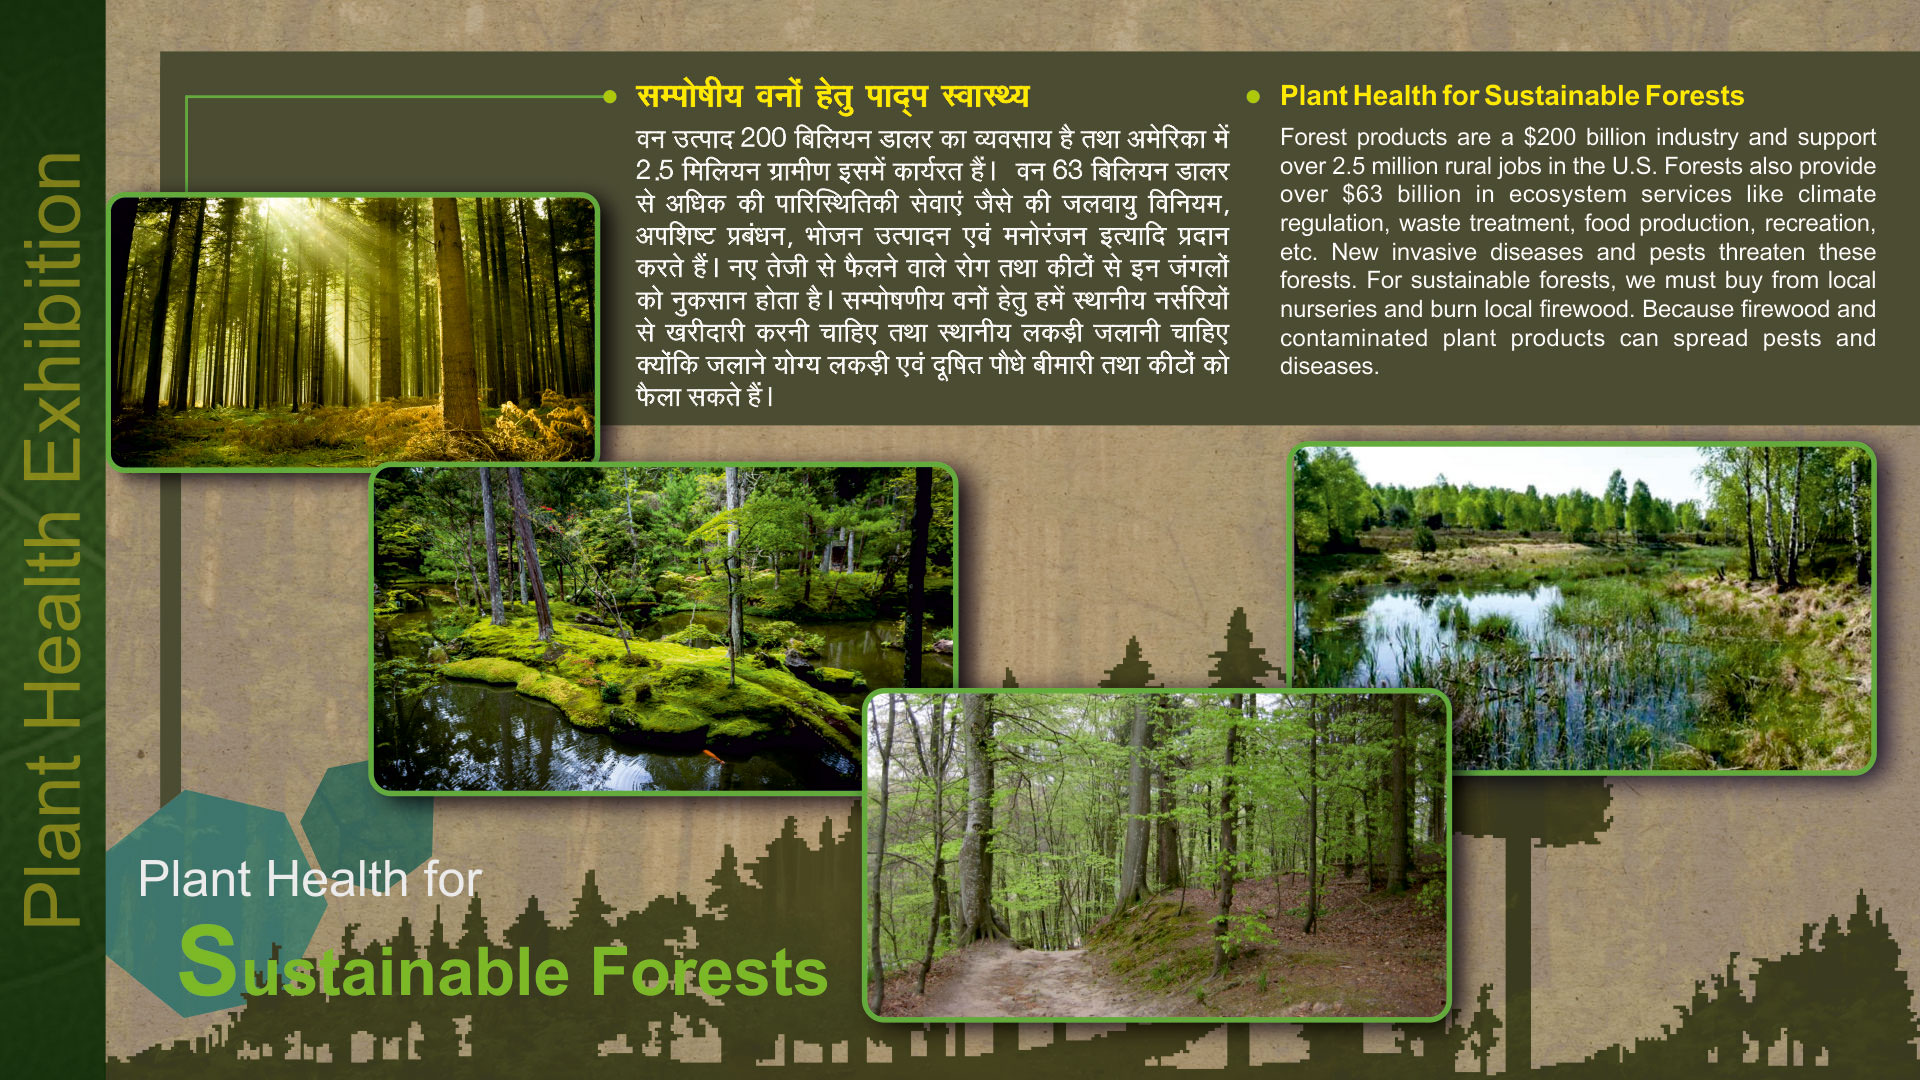 Plant Health Exhibition
सम्पोषीय वनों हेतु पाद्प स्वास्थ्य
वन उत्पाद 200 बिलियन डालर का व्यवसाय है तथा अमेरिका में
2.5 मिलियन ग्रामीण इसमें कार्यरत हैं। वन 63 बिलियन डालर
से अधिक की पारिस्थितिकी सेवाएं जैसे की जलवायु विनियम,
अपशिष्ट प्रबंधन, भोजन उत्पादन एवं मनोरंजन इत्यादि प्रदान
करते हैं। नए तेजी से फैलने वाले रोग तथा कीटों से इन जंगलों
को नुकसान होता है। सम्पोषणीय वनों हेतु हमें स्थानीय नर्सरियों
से खरीदारी करनी चाहिए तथा स्थानीय लकड़ी जलानी चाहिए
क्योंकि जलाने योग्य लकड़ी एवं दूषित पौधे बीमारी तथा कीटों को
फैला सकते हैं।
Plant Health for Sustainable Forests
Forest products are a $200 billion industry and support
over 2.5 million rural jobs in the U.S. Forests also provide
over $63 billion in ecosystem services like climate
regulation, waste treatment, food production, recreation,
etc. New invasive diseases and pests threaten these
forests. For sustainable forests, we must buy from local
nurseries and burn local firewood. Because firewood and
contaminated plant products can spread pests and
diseases.
Plant Health for
Sustainable Forests